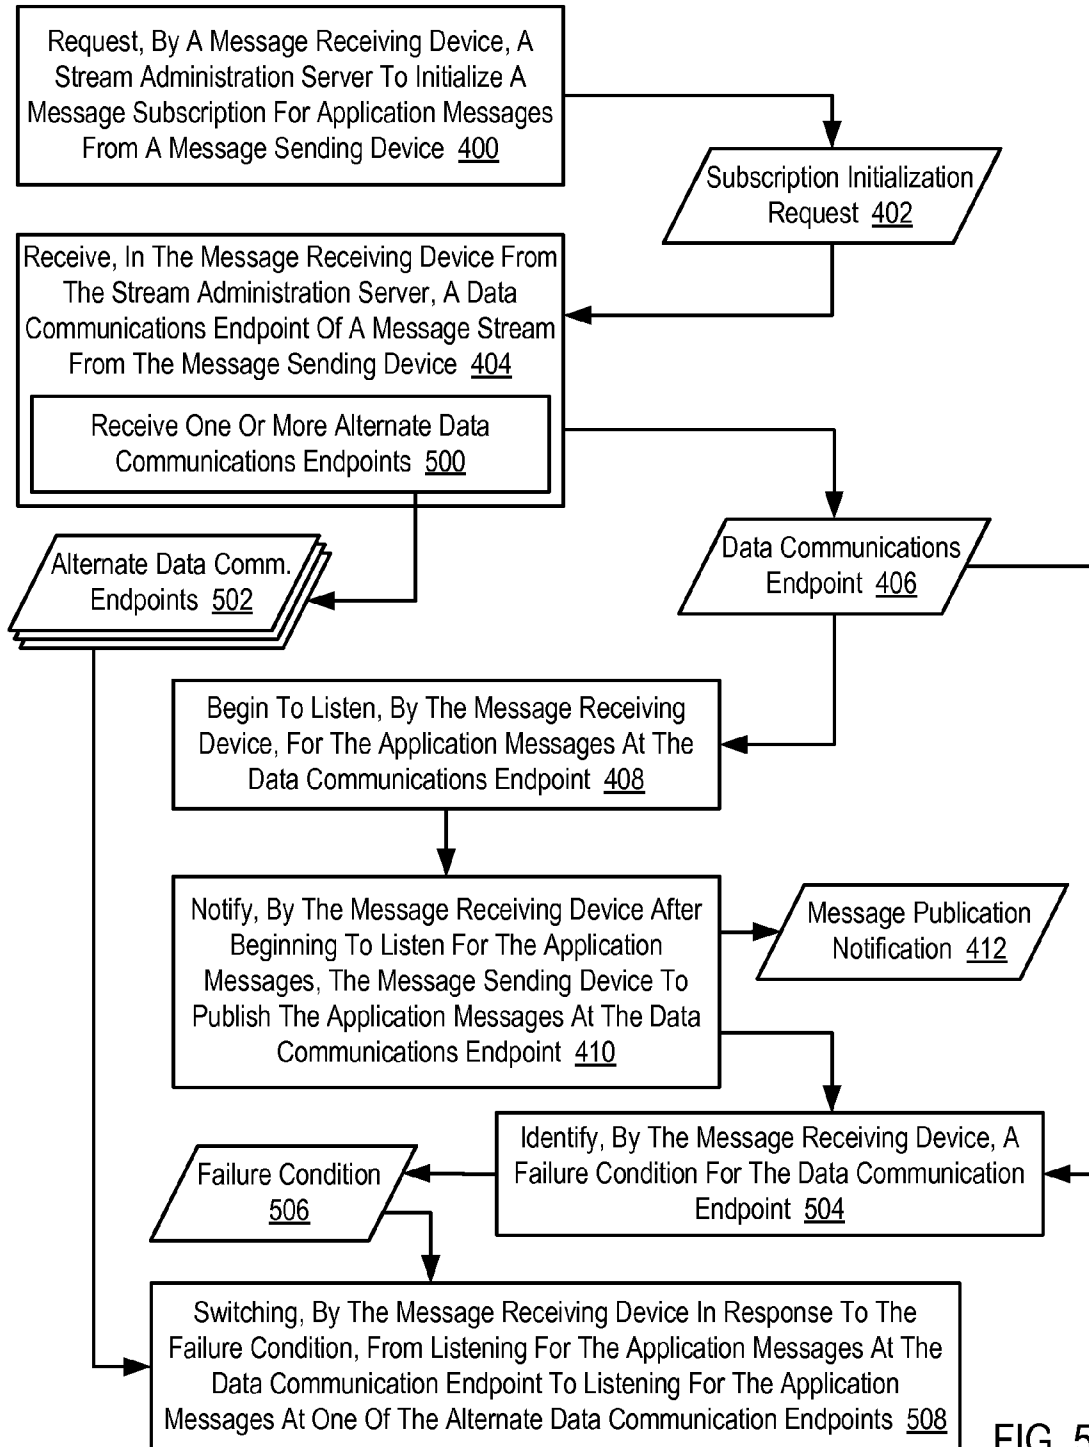 Request, By A Message Receiving Device, A
Stream Administration Server To Initialize A
Message Subscription For Application Messages
From A Message Sending Device 400
Subscription Initialization
Request 402
Receive, In The Message Receiving Device From
The Stream Administration Server, A Data
Communications Endpoint Of A Message Stream
From The Message Sending Device 404
Receive One Or More Alternate Data
Communications Endpoints 500
Alternate Data Comm.
Endpoints 502
Data Communications
Endpoint 406
Begin To Listen, By The Message Receiving
Device, For The Application Messages At The
Data Communications Endpoint 408
Notify, By The Message Receiving Device After
Beginning To Listen For The Application
Messages, The Message Sending Device To
Publish The Application Messages At The Data
Communications Endpoint 410
Message Publication
Notification 412
Identify, By The Message Receiving Device, A
Failure Condition For The Data Communication
Endpoint 504
Failure Condition
506
Switching, By The Message Receiving Device In Response To The
Failure Condition, From Listening For The Application Messages At The
Data Communication Endpoint To Listening For The Application
Messages At One Of The Alternate Data Communication Endpoints 508
FIG. 5